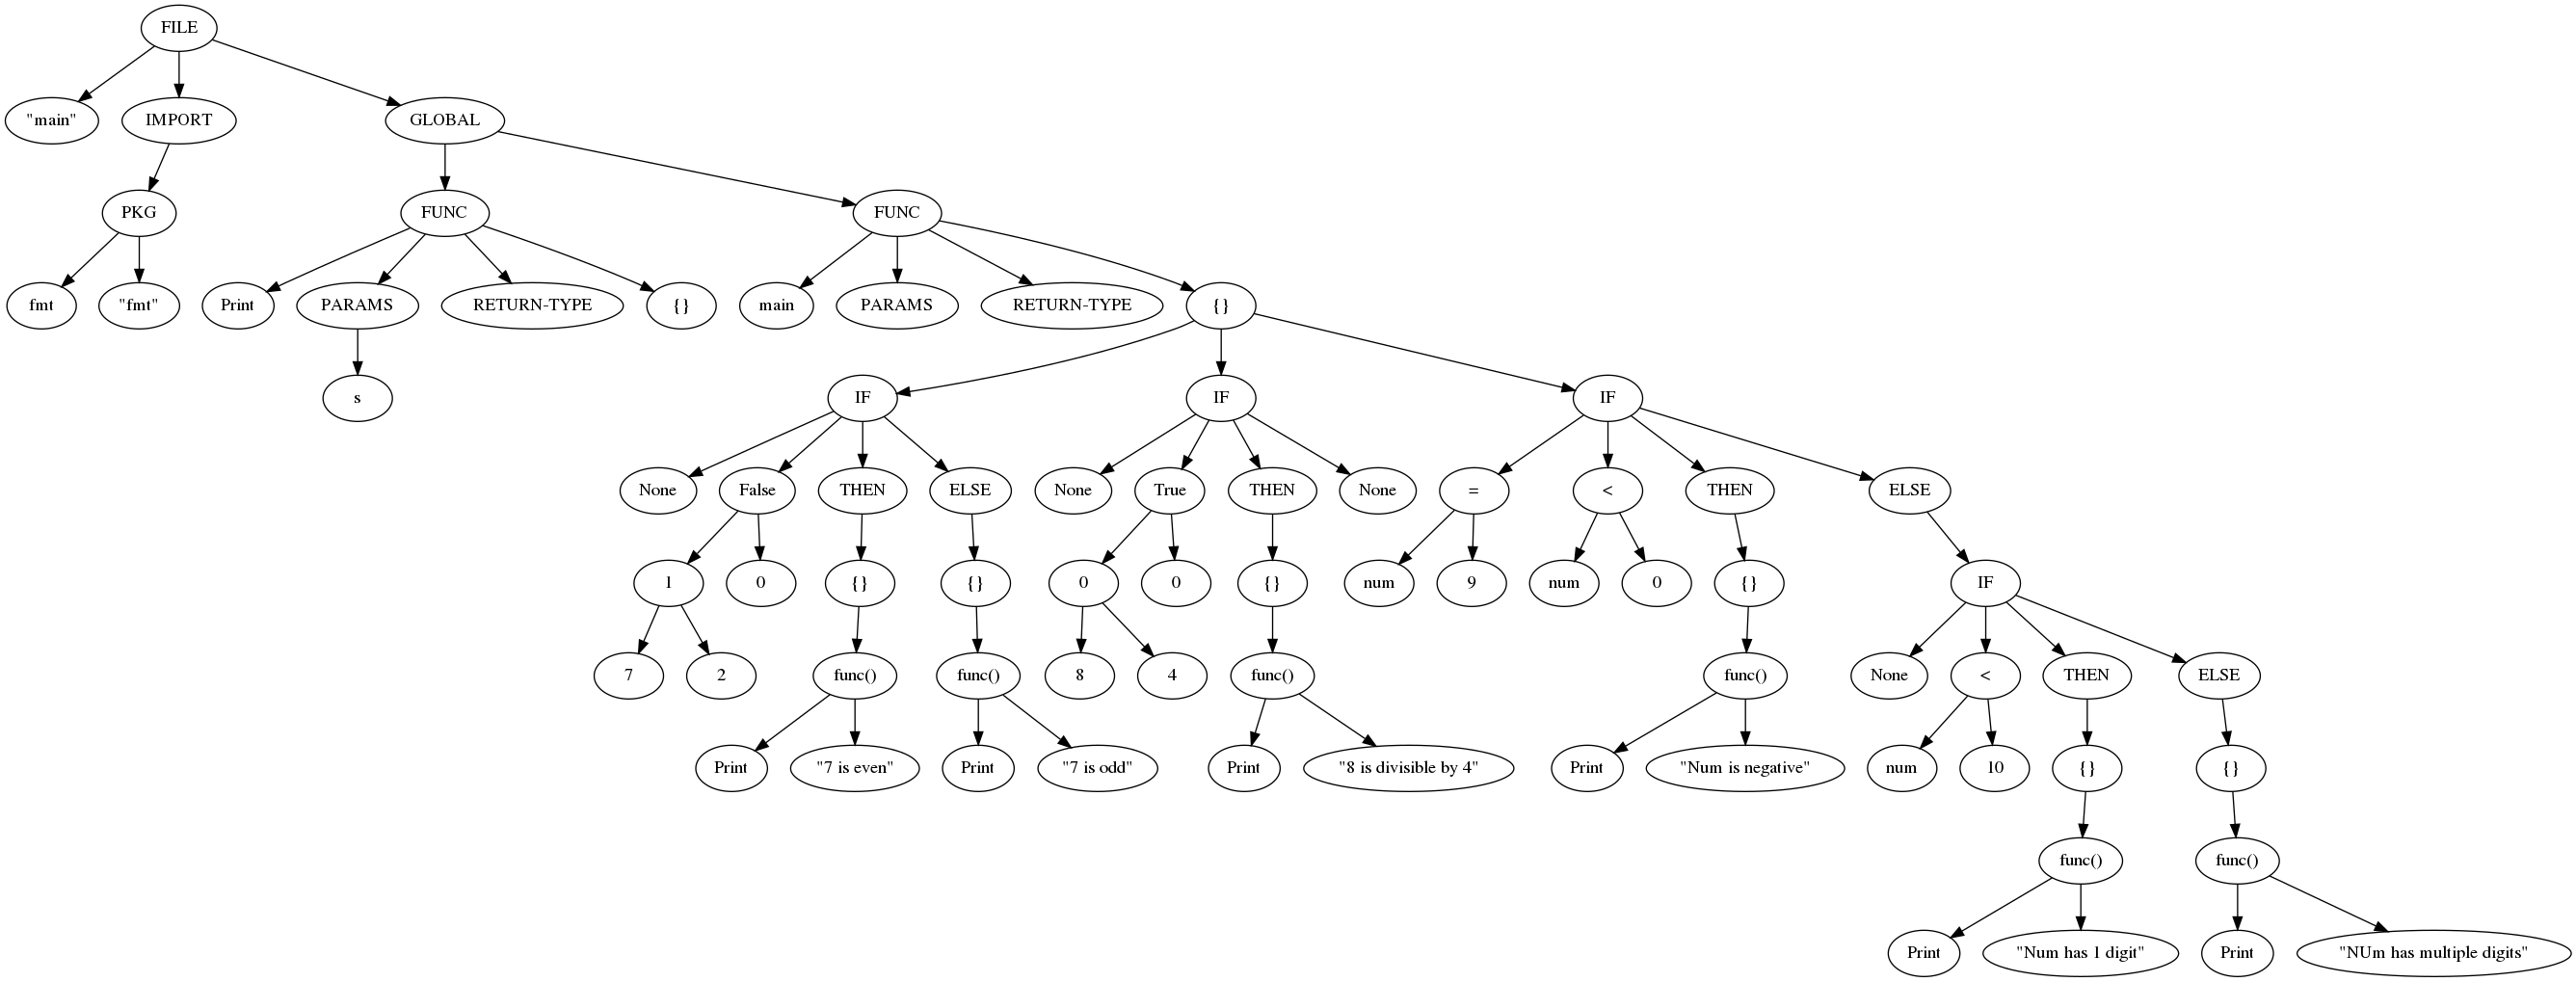 FILE
"main"
IMPORT
GLOBAL
PKG
FUNC
FUNC
fmt
"fmt"
Print
PARAMS
RETURN-TYPE
{}
main
PARAMS
RETURN-TYPE
{}
s
IF
IF
IF
None
False
THEN
ELSE
None
True
THEN
None
=
<
THEN
ELSE
1
0
{}
{}
0
0
{}
num
9
num
0
{}
IF
7
2
func()
func()
8
4
func()
func()
None
<
THEN
ELSE
Print
"7 is even"
Print
"7 is odd"
Print
"8 is divisible by 4"
Print
"Num is negative"
num
10
{}
{}
func()
func()
Print
"Num has 1 digit"
Print
"NUm has multiple digits"